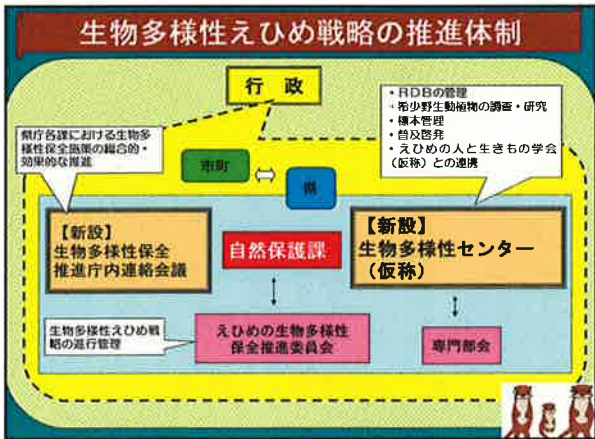 生物多様性えひめ戦略の推進体制
行 政
・RDBの管理
・希少野生動植物の調査・研究
・標本管理
・普及啓発
・えひめの人と生きもの学会
（仮称）との連携
県庁各課における生物多
様性保全施策の総合的・
効果的な推進
市町
県
【新設】
生物多様性保全
推進庁内連絡会議
自然保護課
【新設】
生物多様性センター
（仮称）
生物多様性えひめ戦
略の進行管理
えひめの生物多様性
保全推進委員会
専門部会